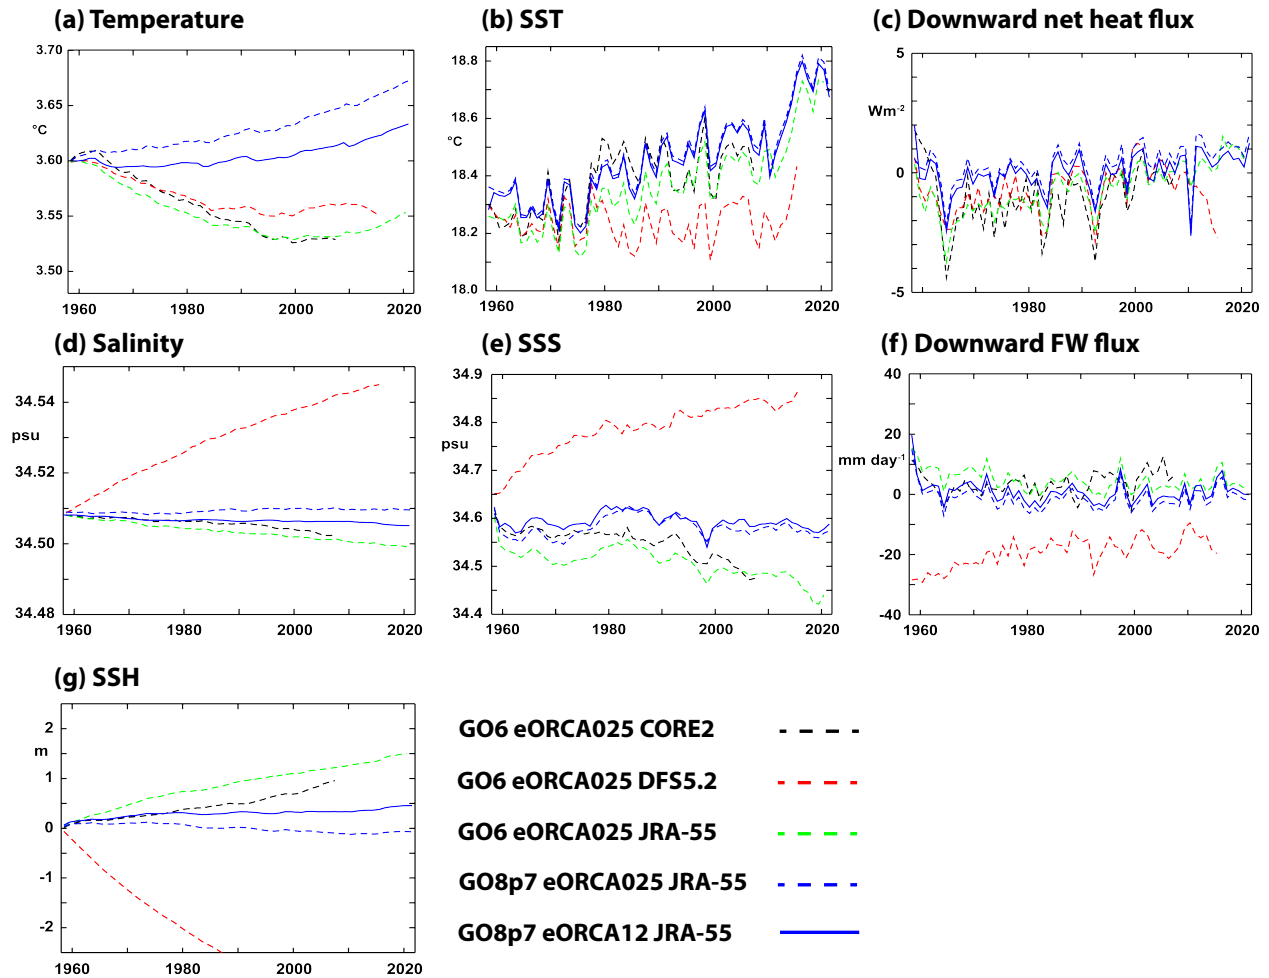 (a) Temperature
(b) SST
(c) Downward net heat flux
3.70
3.65
°C
3.60
3.55
3.50
1960 1980 2000 2020
18.8
18.6
°C
18.4
18.2
18.0
1960 1980 2000 2020
5
Wm-2
0
-5
1960 1980 2000 2020
(d) Salinity
(e) SSS
(f) Downward FW flux
34.54
psu
34.52
34.50
34.48
1960 1980 2000 2020
34.9
34.8
psu
34.7
34.6
34.5
34.4
1960 1980 2000 2020
40
20
mm day-1
0
-20
-40
1960 1980 2000 2020
(g) SSH
2
m
1
0
-1
-2
1960 1980 2000 2020
GO6 eORCA025 CORE2
GO6 eORCA025 DFS5.2
GO6 eORCA025 JRA-55
GO8p7 eORCA025 JRA-55
GO8p7 eORCA12 JRA-55